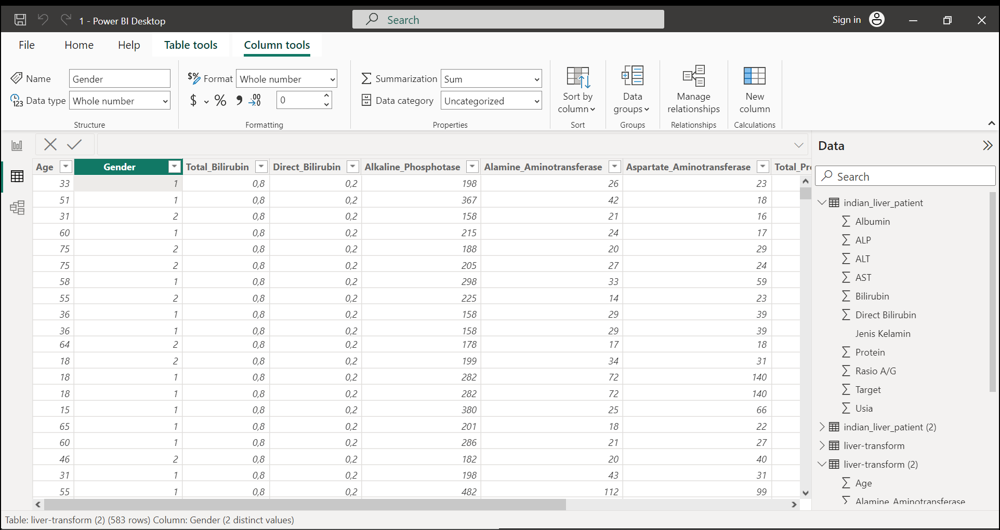 1 - Power BI Desktop
Search
Sign in
File Home Help Table tools Column tools
Name Gender
Data type Whole number
Structure
$% Format Whole number
$ % , .00 0
Formatting
Summarization Sum
Data category Uncategorized
Properties
Sort by
column
Sort
Data
groups
Groups
Manage
relationships
Relationships
New
column
Calculations
Age Gender Total_Bilirubin Direct_Bilirubin Alkaline_Phosphotase Alamine_Aminotransferase Aspartate_Aminotransferase Total_Pr
33 1 0,8 0,2 198 26 23
51 1 0,8 0,2 367 42 18
31 2 0,8 0,2 158 21 16
60 1 0,8 0,2 215 24 17
75 2 0,8 0,2 188 20 29
75 2 0,8 0,2 205 27 24
58 1 0,8 0,2 298 33 59
55 2 0,8 0,2 225 14 23
36 1 0,8 0,2 158 29 39
36 1 0,8 0,2 158 29 39
64 2 0,8 0,2 178 17 18
18 2 0,8 0,2 199 34 31
18 1 0,8 0,2 282 72 140
18 1 0,8 0,2 282 72 140
15 1 0,8 0,2 380 25 66
65 1 0,8 0,2 201 18 22
60 1 0,8 0,2 286 21 27
46 2 0,8 0,2 182 20 40
31 1 0,8 0,2 198 43 31
55 1 0,8 0,2 482 112 99
Data
Search
indian_liver_patient
Albumin
ALP
ALT
AST
Bilirubin
Direct Bilirubin
Jenis Kelamin
Protein
Rasio A/G
Target
Usia
indian_liver_patient (2)
liver-transform
liver-transform (2)
Age
Alamine_Aminotransferase
Table: liver-transform (2) (583 rows) Column: Gender (2 distinct values)